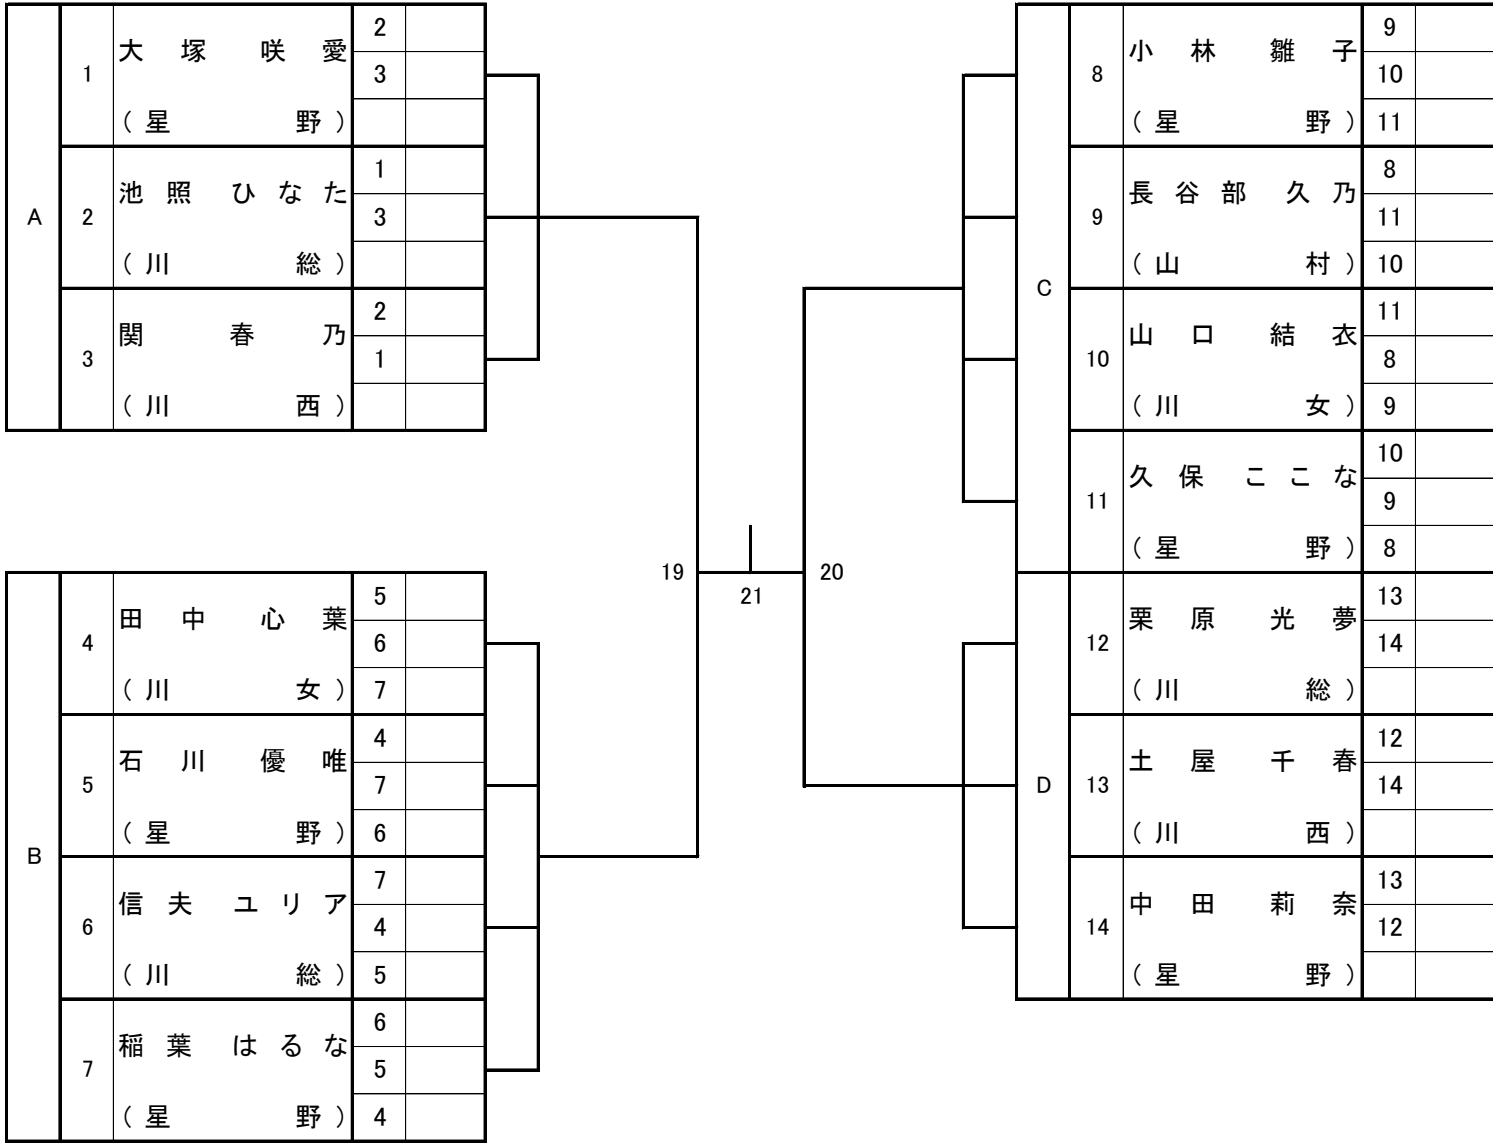 A
1
大塚 咲愛
(星野)
2
3
2
池照 ひなた
(川総)
1
3
3
関 春乃
(川西)
2
1
B
4
田中 心葉
(川女)
5
6
7
5
石川 優唯
(星野)
4
7
6
6
信夫 ユリア
(川総)
7
4
5
7
稲葉 はるな
(星野)
6
5
4
19
21
20
C
8
小林 雛子
(星野)
9
10
11
9
長谷部 久乃
(山村)
8
11
10
10
山口 結衣
(川女)
11
8
9
11
久保 ここな
(星野)
10
9
8
D
12
栗原 光夢
(川総)
13
14
13
土屋 千春
(川西)
12
14
14
中田 莉奈
(星野)
13
12